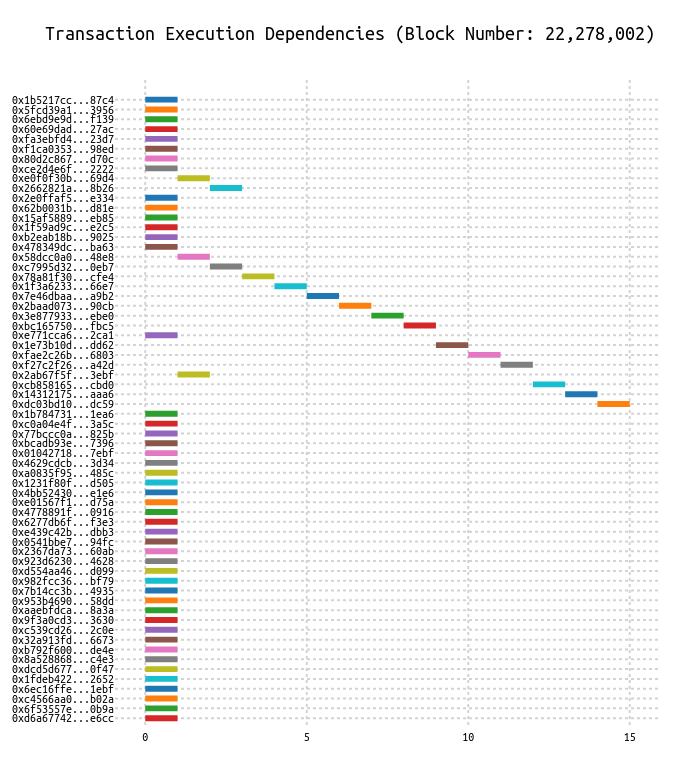 Transaction Execution Dependencies (Block Number: 22,278,002)
0x1b5217cc...87c4
0x5fcd39a1...3956
0x6ebd9e9d...f139
0x60e69dad...27ac
0xfa3ebfd4...23d7
0xf1ca0353...98ed
0x80d2c867...d70c
0xce2d4e6f...2222
0xe0f0f30b...69d4
0x2662821a...8b26
0x2e0ffaf5...e334
0x62b0031b...d81e
0x15af5889...eb85
0x1f59ad9c...e2c5
0xb2eab18b...9025
0x478349dc...ba63
0x58dcc0a0...48e8
0xc7995d32...0eb7
0x78a81f30...cfe4
0x1f3a6233...66e7
0x7e46dbaa...a9b2
0x2baad073...90cb
0x3e877933...ebe0
0xbc165750...fbc5
0xe771cca6...2ca1
0x1e73b10d...dd62
0xfae2c26b...6803
0xf27c2f26...a42d
0x2ab67f5f...3ebf
0xcb858165...cbd0
0x14312175...aaa6
0xdc03bd10...dc59
0x1b784731...1ea6
0xc0a04e4f...3a5c
0x77bccc0a...825b
0xbcadb93e...7396
0x01042718...7ebf
0x4629cdcb...3d34
0xa0835f95...485c
0x1231f80f...d505
0x4bb52430...e1e6
0xe01567f1...d75a
0x4778891f...0916
0x6277db6f...f3e3
0xe439c42b...dbb3
0x0541bbe7...94fc
0x2367da73...60ab
0x923d6230...4628
0xd554aa46...d099
0x982fcc36...bf79
0x7b14cc3b...4935
0x953b4690...58dd
0xaaebfdca...8a3a
0x9f3a0cd3...3630
0xc539cd26...2c0e
0x32a913fd...6673
0xb792f600...de4e
0x8a528868...c4e3
0xdcd5d677...0f47
0x1fdeb422...2652
0x6ec16ffe...1ebf
0xc4566aa0...b02a
0x6f53557e...0b9a
0xd6a67742...e6cc
0 5 10 15